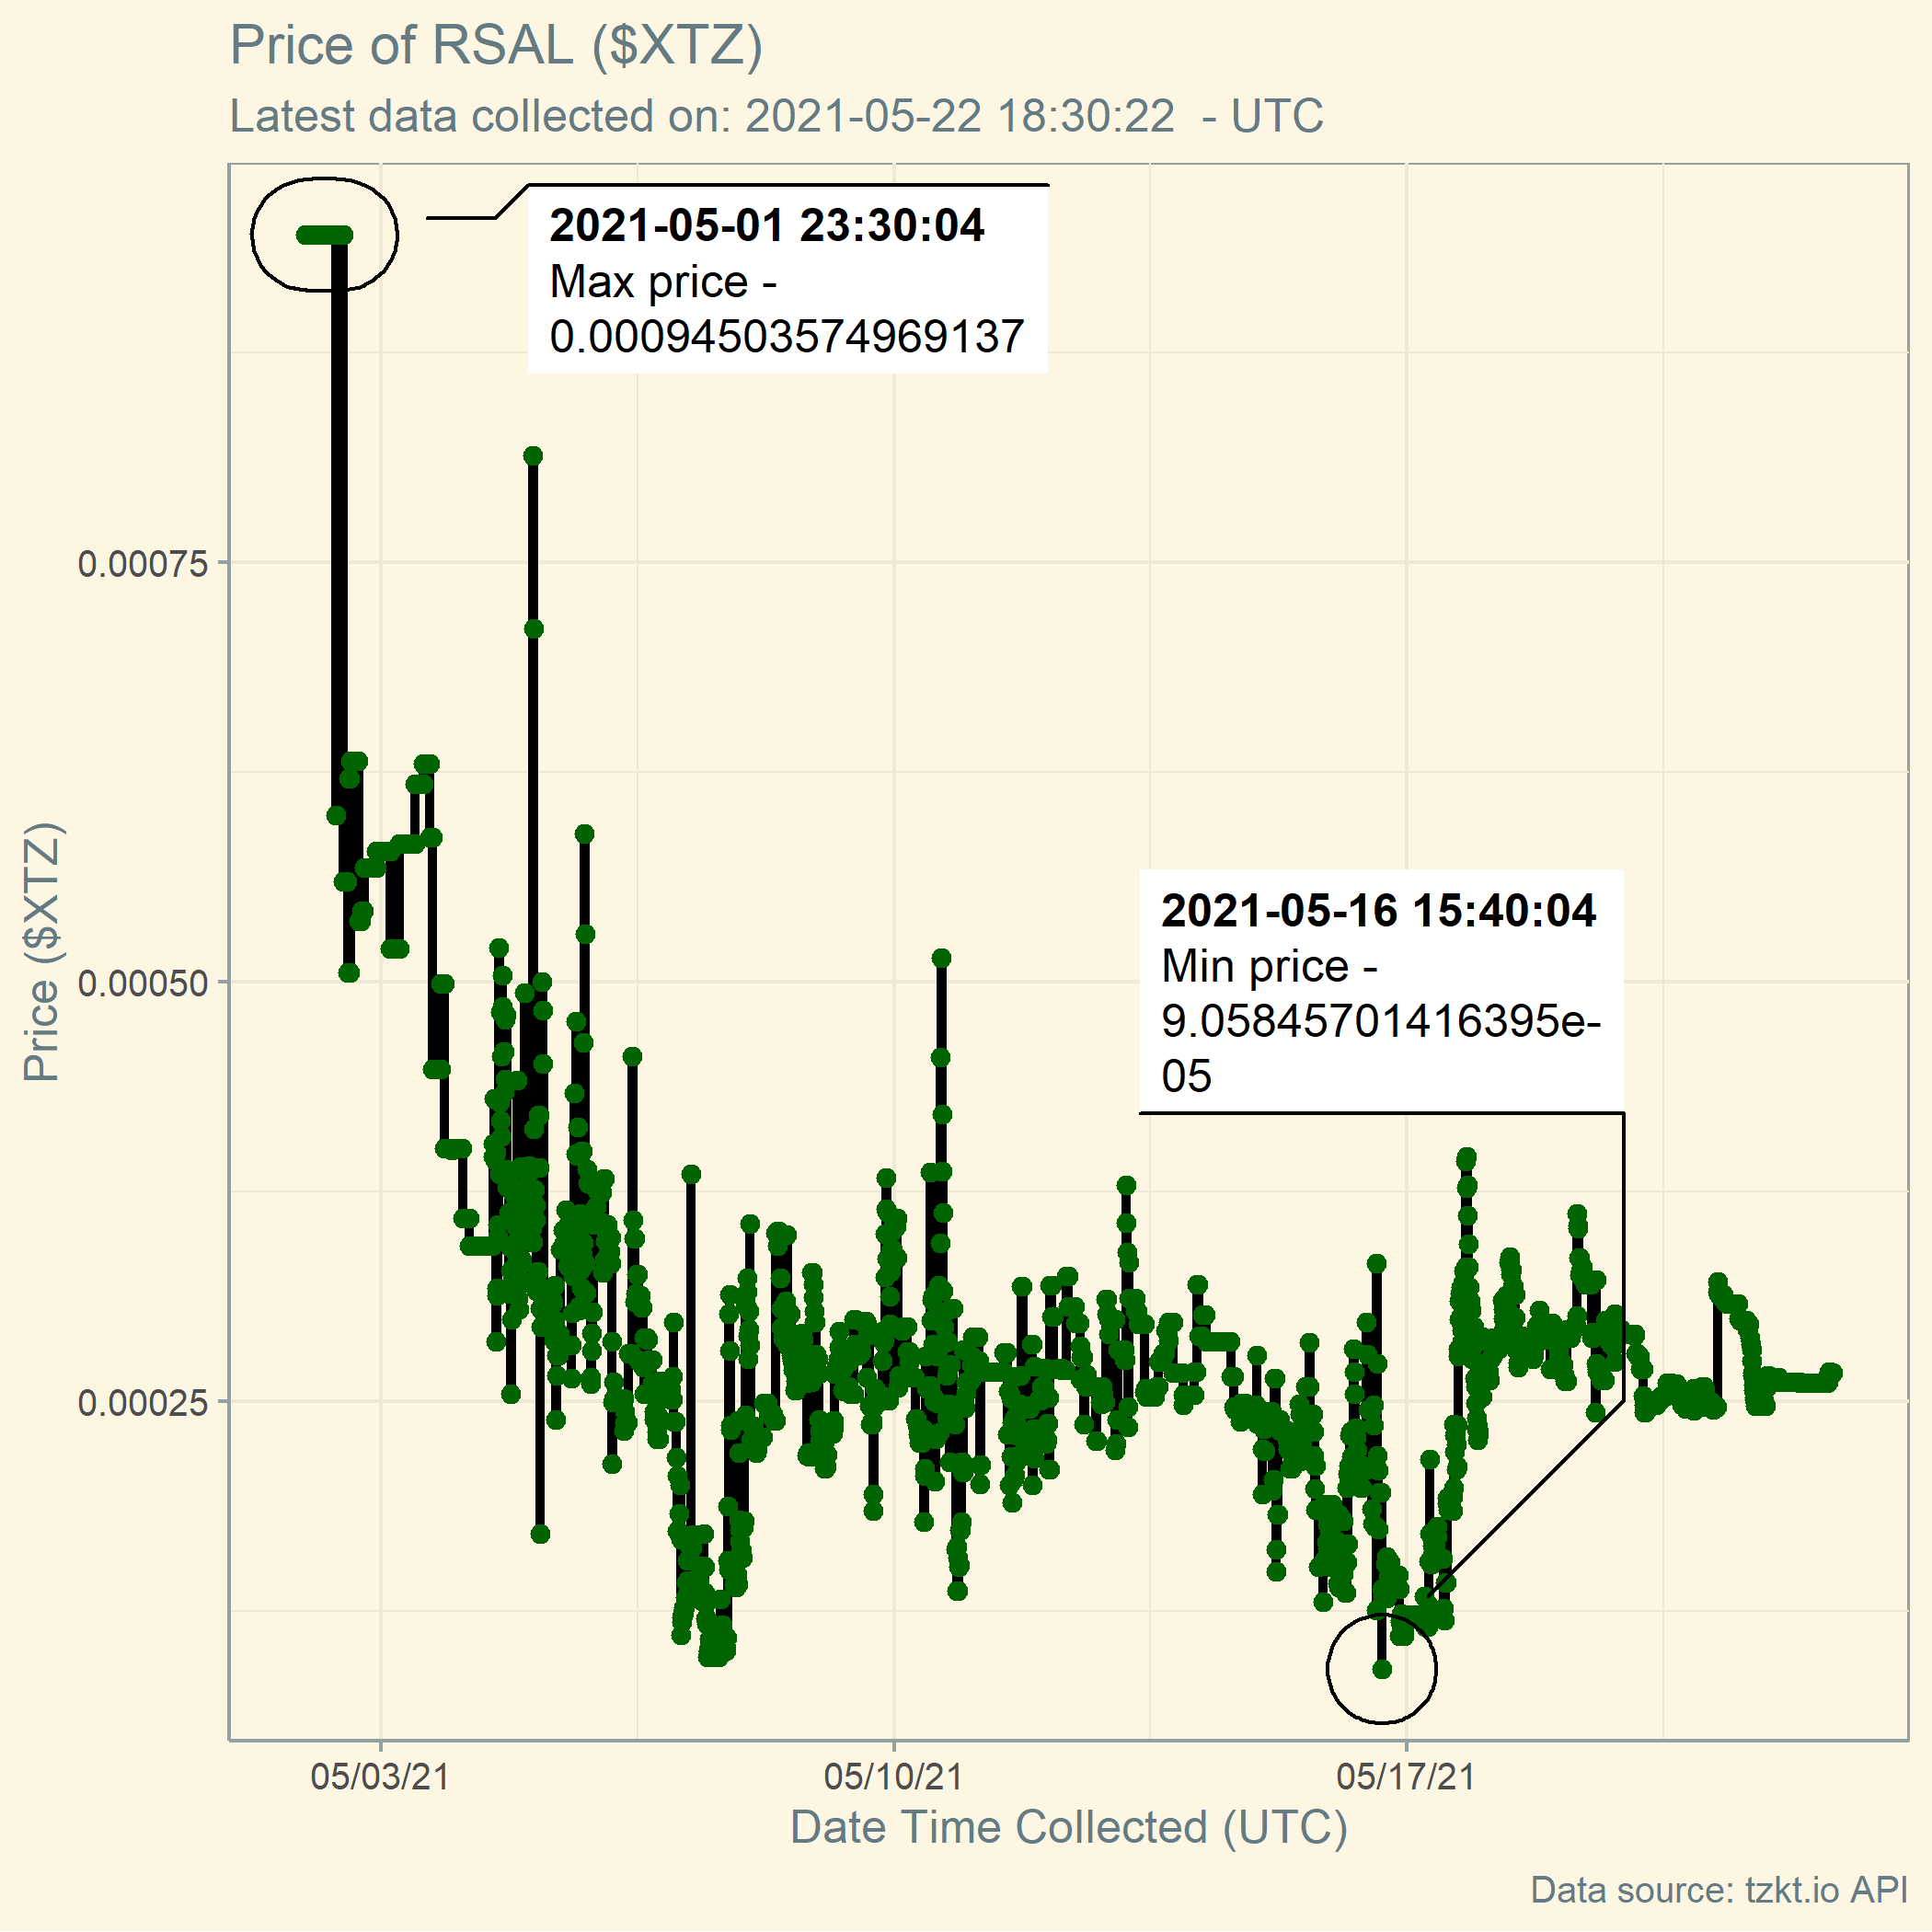 Price of RSAL ($XTZ)
Latest data collected on: 2021-05-22 18:30:22  - UTC
2021-05-01 23:30:04
Max price -
0.00094503574969137
0.00075
2021-05-16 15:40:04
Min price -
9.05845701416395e-
05
0.00050
0.00025
Price ($XTZ)
05/03/21
05/10/21
05/17/21
Date Time Collected (UTC)
Data source: tzkt.io API